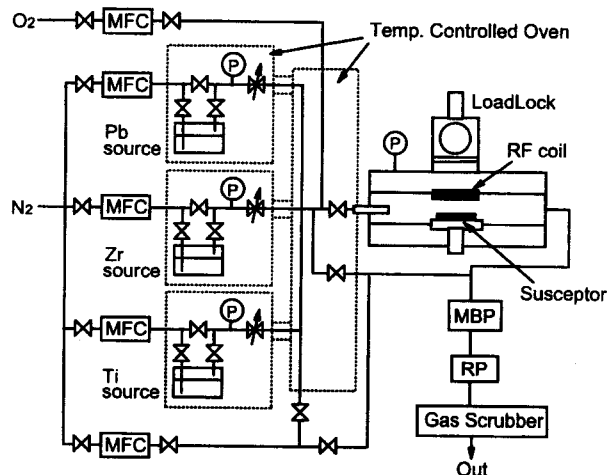 O2
MFC
Temp. Controlled Oven
MFC
P
Pb
source
LoadLock
P
RF coil
N2
MFC
P
Zr
source
Susceptor
MBP
MFC
P
Ti
source
RP
Gas Scrubber
MFC
Out